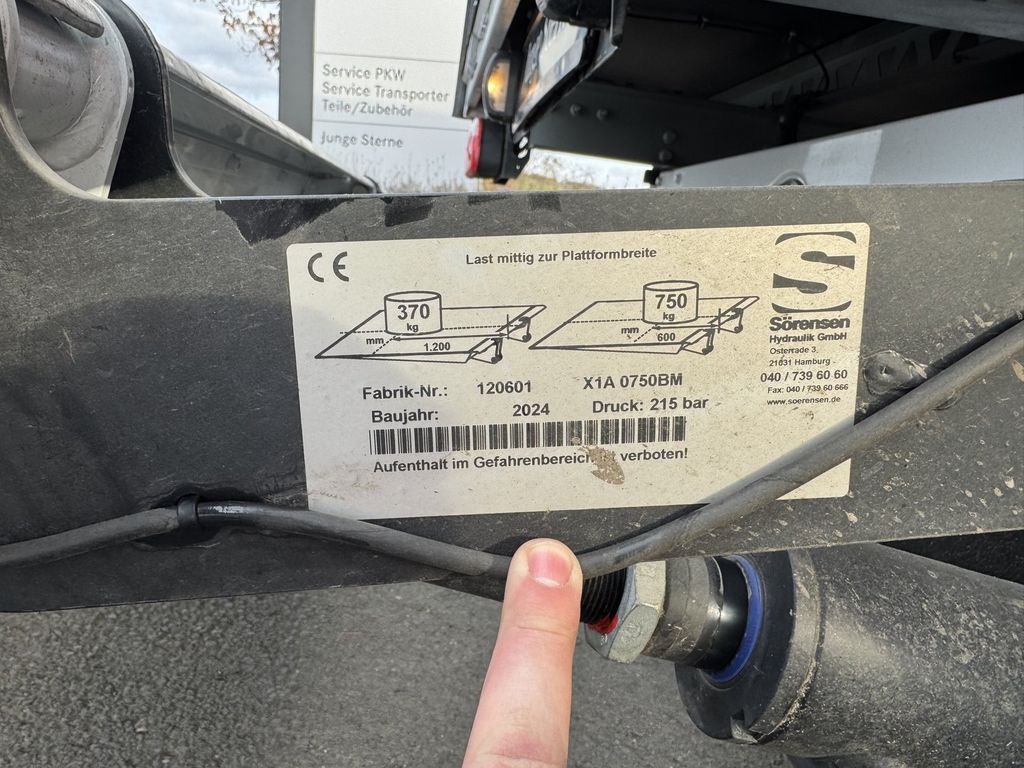 Service PKW
Service Transporter
Teile/Zubehör
Junge Sterne
CE
Last mittig zur Plattformbreite
370
kg
mm
1.200
750
kg
mm
600
S
Sörensen
Hydraulik GmbH
Osterrade 3,
21031 Hamburg -
040 / 739 60 60
Fax: 040 / 739 60 666
www.soerensen.de
Fabrik-Nr.: 120601 X1A 0750BM
Baujahr: 2024 Druck: 215 bar
Aufenthalt im Gefahrenbereich verboten!